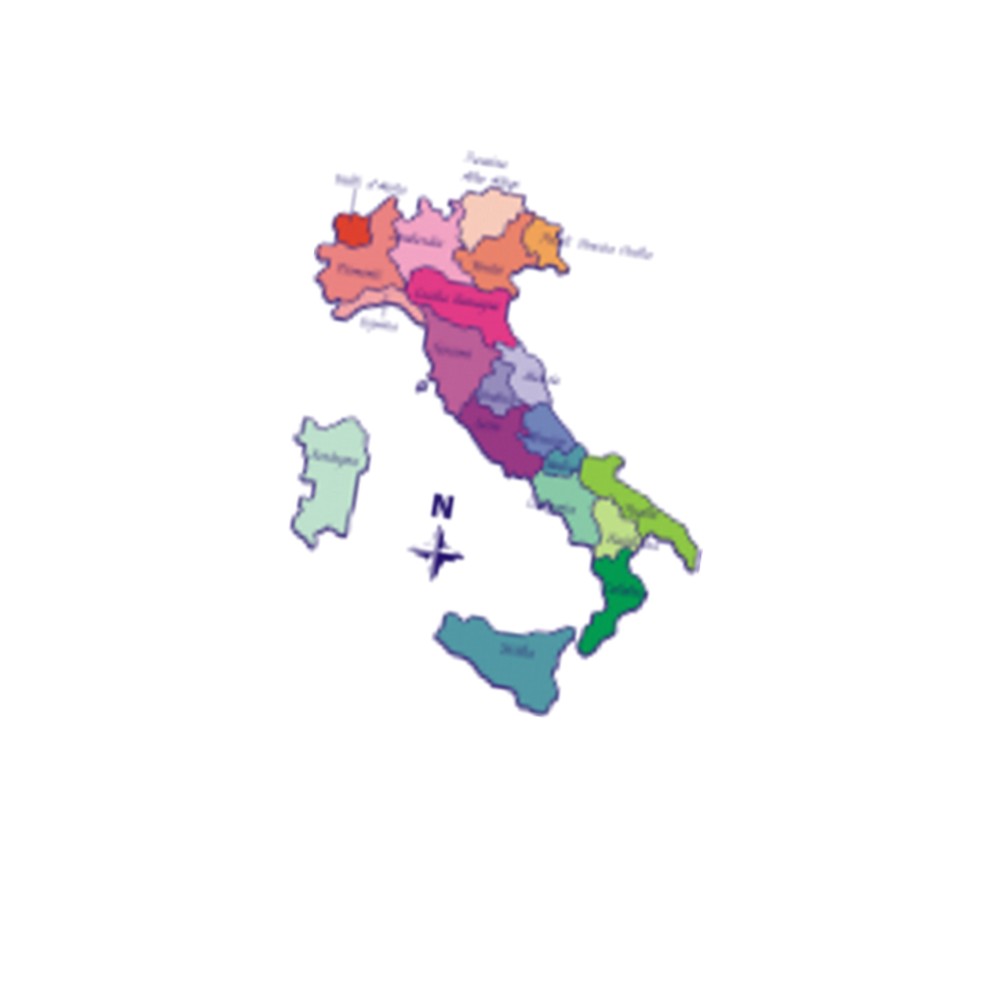 Valle d'Aosta
Trentino
Alto Adige
Lombardia
Friuli Venezia Giulia
Veneto
Piemonte
Emilia Romagna
Liguria
Toscana
Marche
Umbria
Lazio
Abruzzo
Sardegna
Molise
N
Puglia
Campania
Basilicata
Calabria
Sicilia